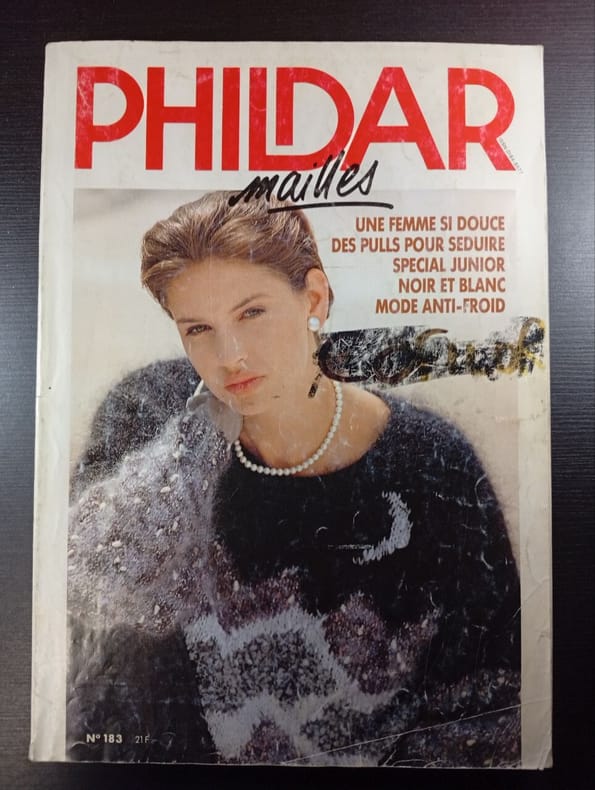 PHILDAR
mailles
UNE FEMME SI DOUCE
DES PULLS POUR SEDUIRE
SPECIAL JUNIOR
NOIR ET BLANC
MODE ANTI-FROID
N° 183 21F.